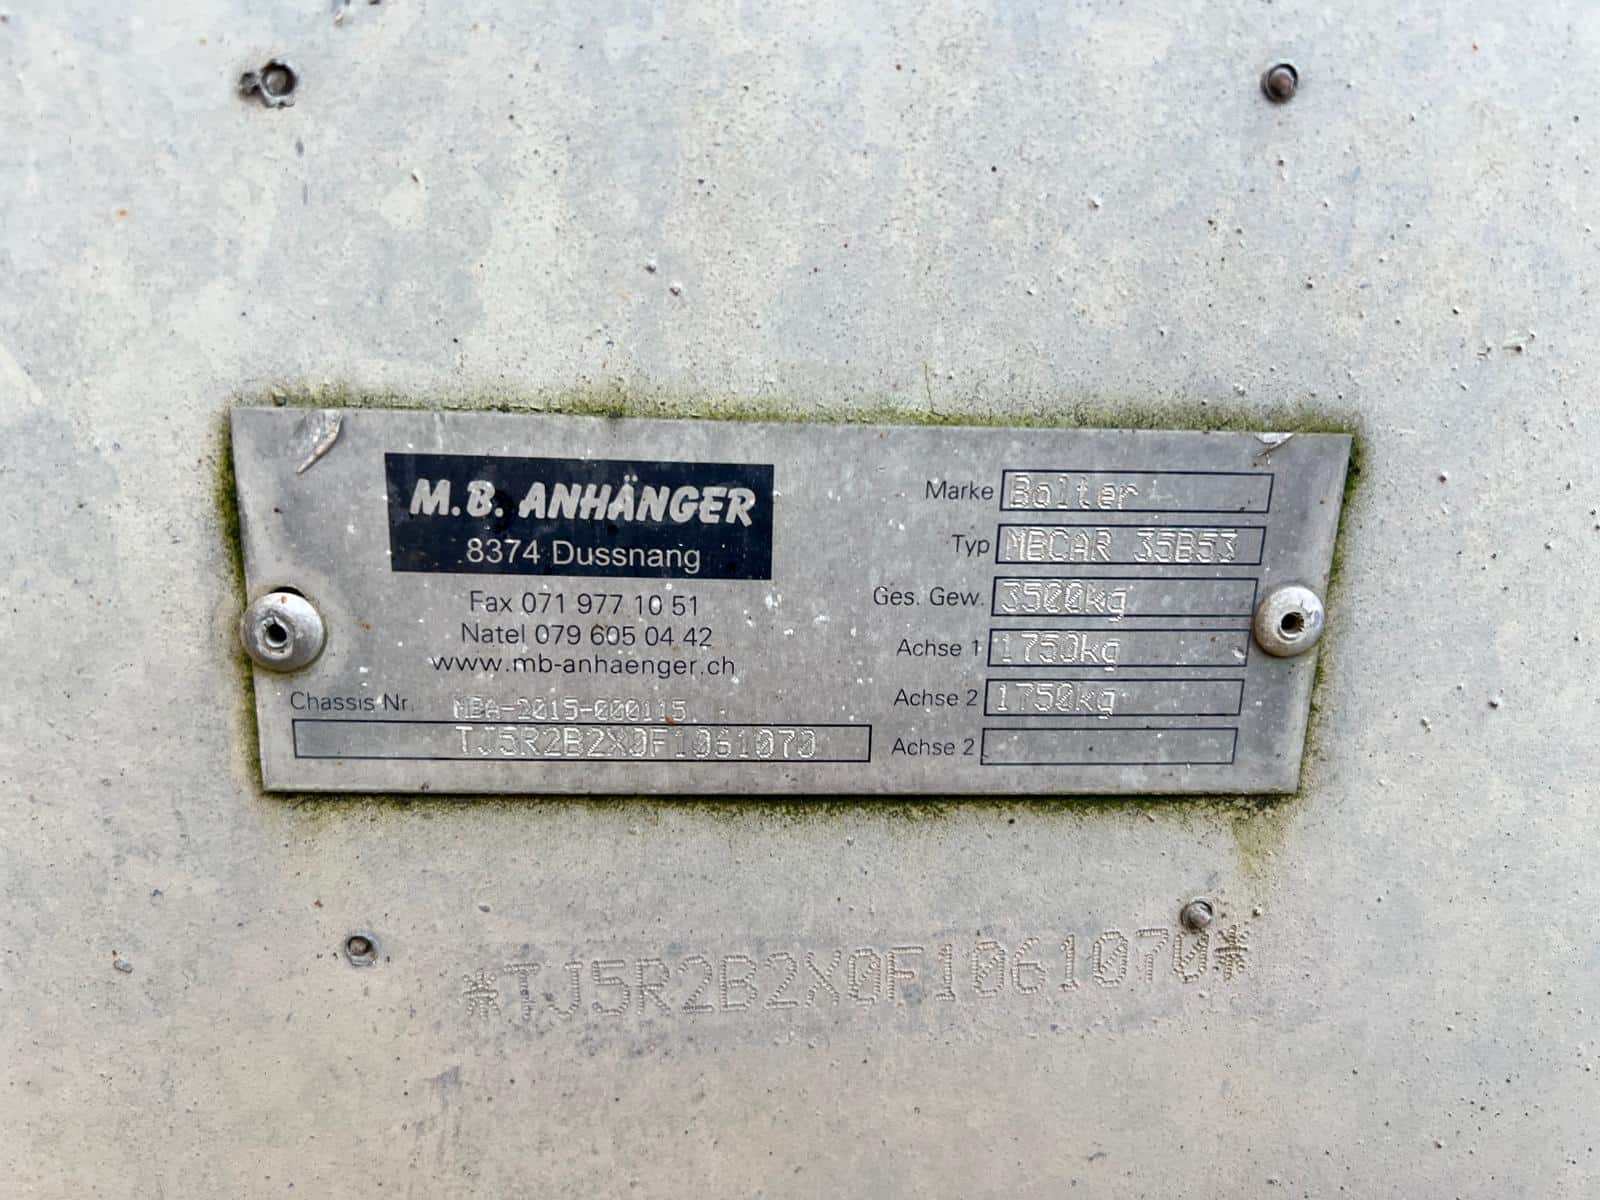 M.B. ANHÄNGER
8374 Dussnang
Fax 071 977 10 51
Natel 079 605 04 42
www.mb-anhaenger.ch
Chassis Nr. MBA-2015-000115
TJ5R2B2X0F1061070
Marke Bolter
Typ MBCAR 35B53
Ges. Gew. 3500kg
Achse 1 1750kg
Achse 2 1750kg
Achse 2
*TJ5R2B2X0F1061070*